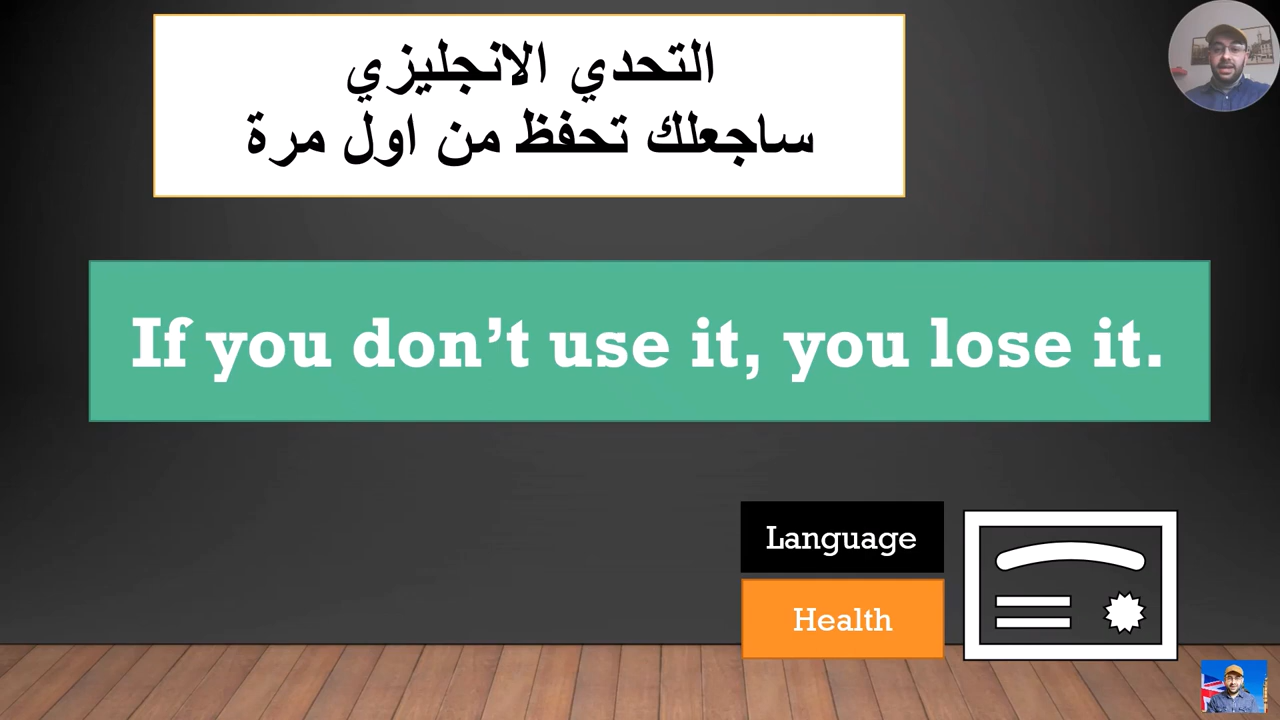 التحدي الانجليزي
ساجعلك تحفظ من اول مرة
If you don’t use it, you lose it.
Language
Health